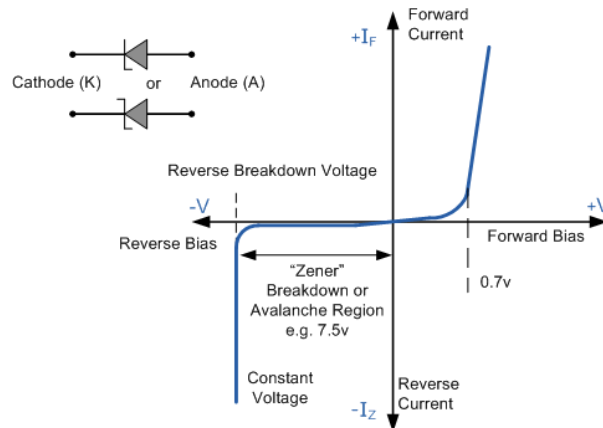 +IF
Forward
Current
Cathode (K) or Anode (A)
Reverse Breakdown Voltage
-V
+V
Reverse Bias
Forward Bias
“Zener”
Breakdown or
Avalanche Region
e.g. 7.5v
0.7v
Constant
Voltage
Reverse
Current
-IZ